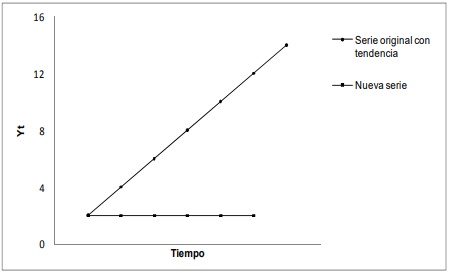 16
12
8
4
0
Yt
Tiempo
Serie original con
tendencia
Nueva serie